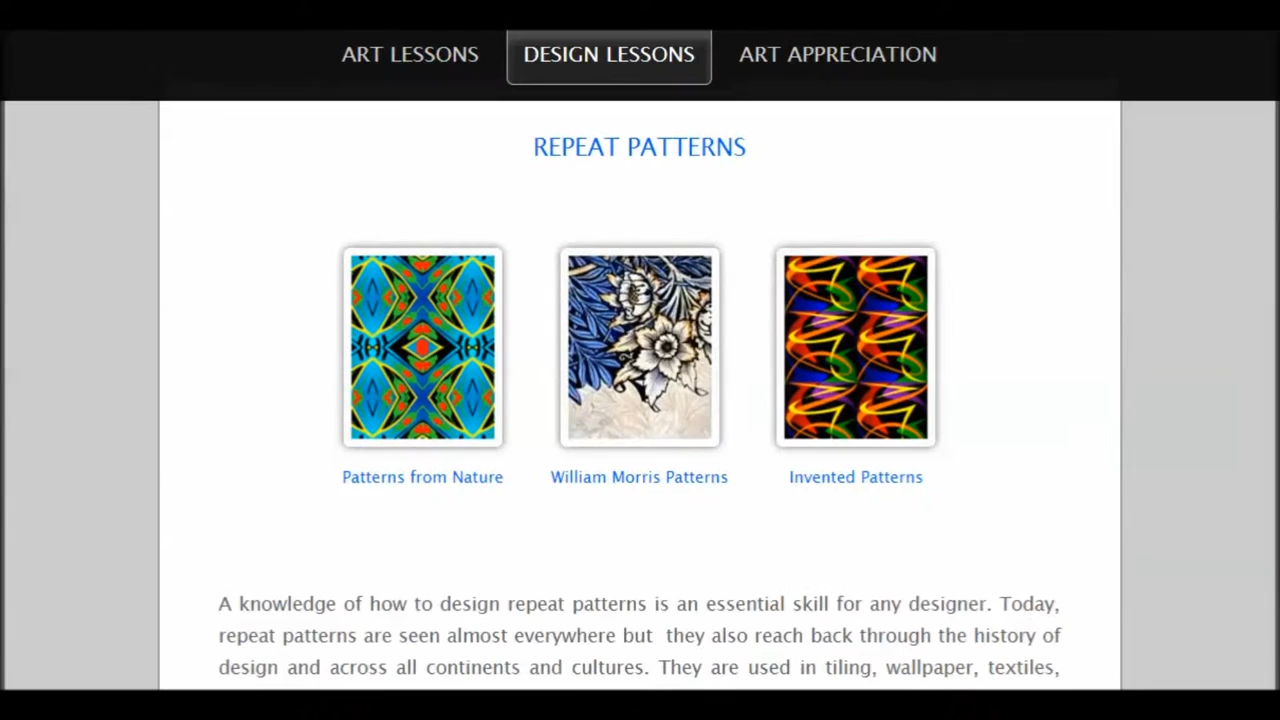 ART LESSONS DESIGN LESSONS ART APPRECIATION
REPEAT PATTERNS
Patterns from Nature William Morris Patterns Invented Patterns
A knowledge of how to design repeat patterns is an essential skill for any designer. Today,
repeat patterns are seen almost everywhere but they also reach back through the history of
design and across all continents and cultures. They are used in tiling, wallpaper, textiles,